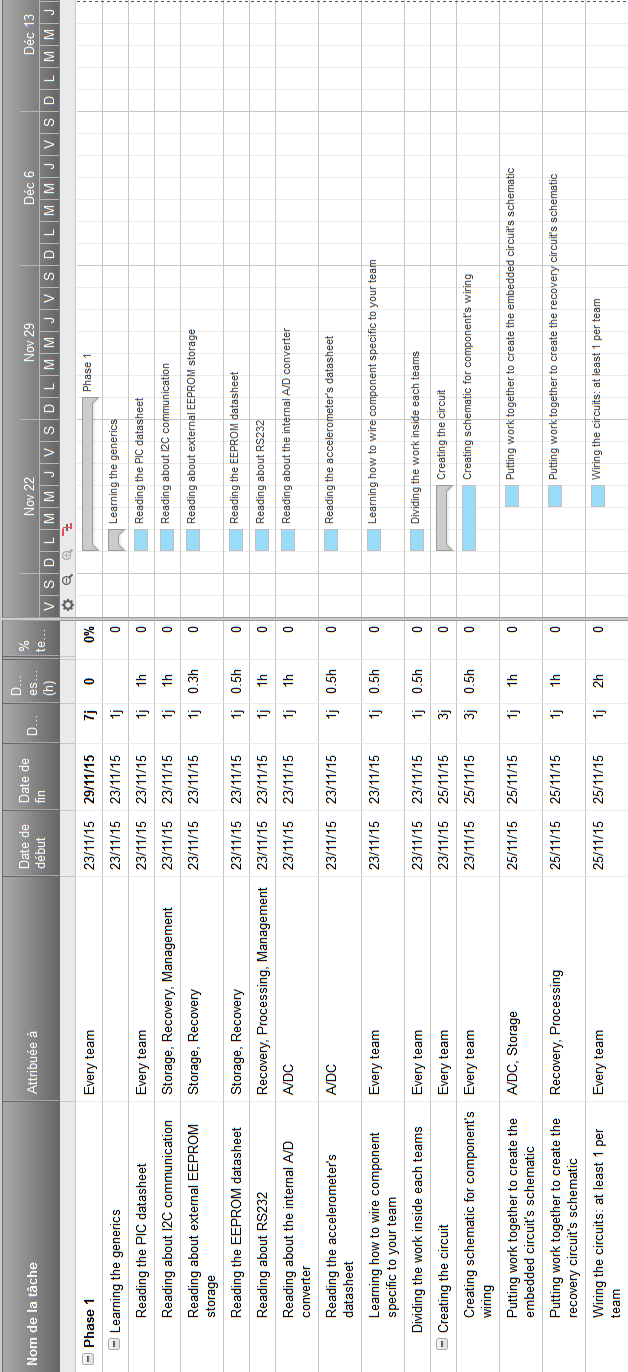 Nom de la tâche
Attribuée à
Date de
début
Date de
fin
D...
D...
es...
(h)
%
te...
Nov 22
Nov 29
Déc 6
Déc 13
V S D L M M J V S D L M M J V S D L M M J V S D L M M J
Phase 1
Every team
23/11/15
29/11/15
7j
0
0%
Phase 1
Learning the generics
Every team
23/11/15
23/11/15
1j
0
Learning the generics
Reading the PIC datasheet
Every team
23/11/15
23/11/15
1j
1h
0
Reading the PIC datasheet
Reading about I2C communication
Storage, Recovery, Management
23/11/15
23/11/15
1j
1h
0
Reading about I2C communication
Reading about external EEPROM
storage
Storage, Recovery
23/11/15
23/11/15
1j
0.3h
0
Reading about external EEPROM storage
Reading the EEPROM datasheet
Storage, Recovery
23/11/15
23/11/15
1j
0.5h
0
Reading the EEPROM datasheet
Reading about RS232
Recovery, Processing, Management
23/11/15
23/11/15
1j
1h
0
Reading about RS232
Reading about the internal A/D
converter
A/DC
23/11/15
23/11/15
1j
1h
0
Reading about the internal A/D converter
Reading the accelerometer's
datasheet
A/DC
23/11/15
23/11/15
1j
0.5h
0
Reading the accelerometer's datasheet
Learning how to wire component
specific to your team
Every team
23/11/15
23/11/15
1j
0.5h
0
Learning how to wire component specific to your team
Dividing the work inside each teams
Every team
23/11/15
23/11/15
1j
0.5h
0
Dividing the work inside each teams
Creating the circuit
Every team
23/11/15
25/11/15
3j
0
Creating the circuit
Creating schematic for component's
wiring
Every team
23/11/15
25/11/15
3j
0.5h
0
Creating schematic for component's wiring
Putting work together to create the
embedded circuit's schematic
A/DC, Storage
25/11/15
25/11/15
1j
1h
0
Putting work together to create the embedded circuit's schematic
Putting work together to create the
recovery circuit's schematic
Recovery, Processing
25/11/15
25/11/15
1j
1h
0
Putting work together to create the recovery circuit's schematic
Wiring the circuits: at least 1 per
team
Every team
25/11/15
25/11/15
1j
2h
0
Wiring the circuits: at least 1 per team